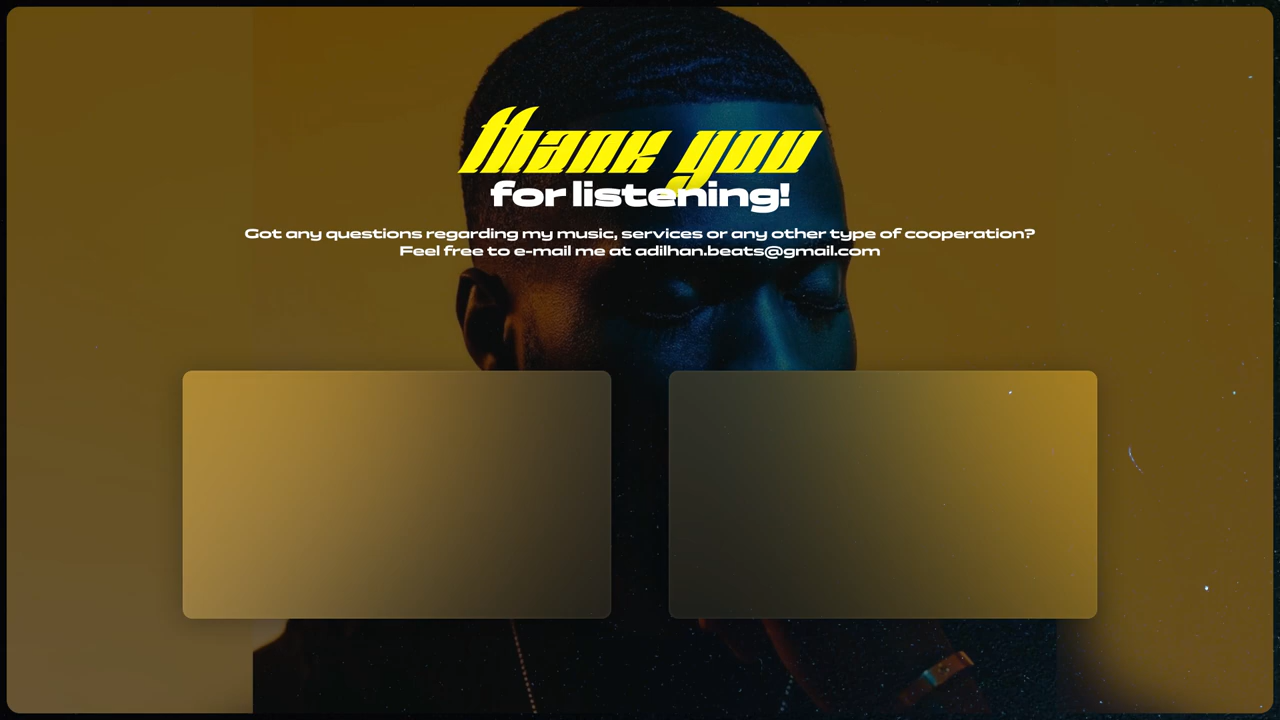 thank you
for listening!
Got any questions regarding my music, services or any other type of cooperation?
Feel free to e-mail me at adilhan.beats@gmail.com